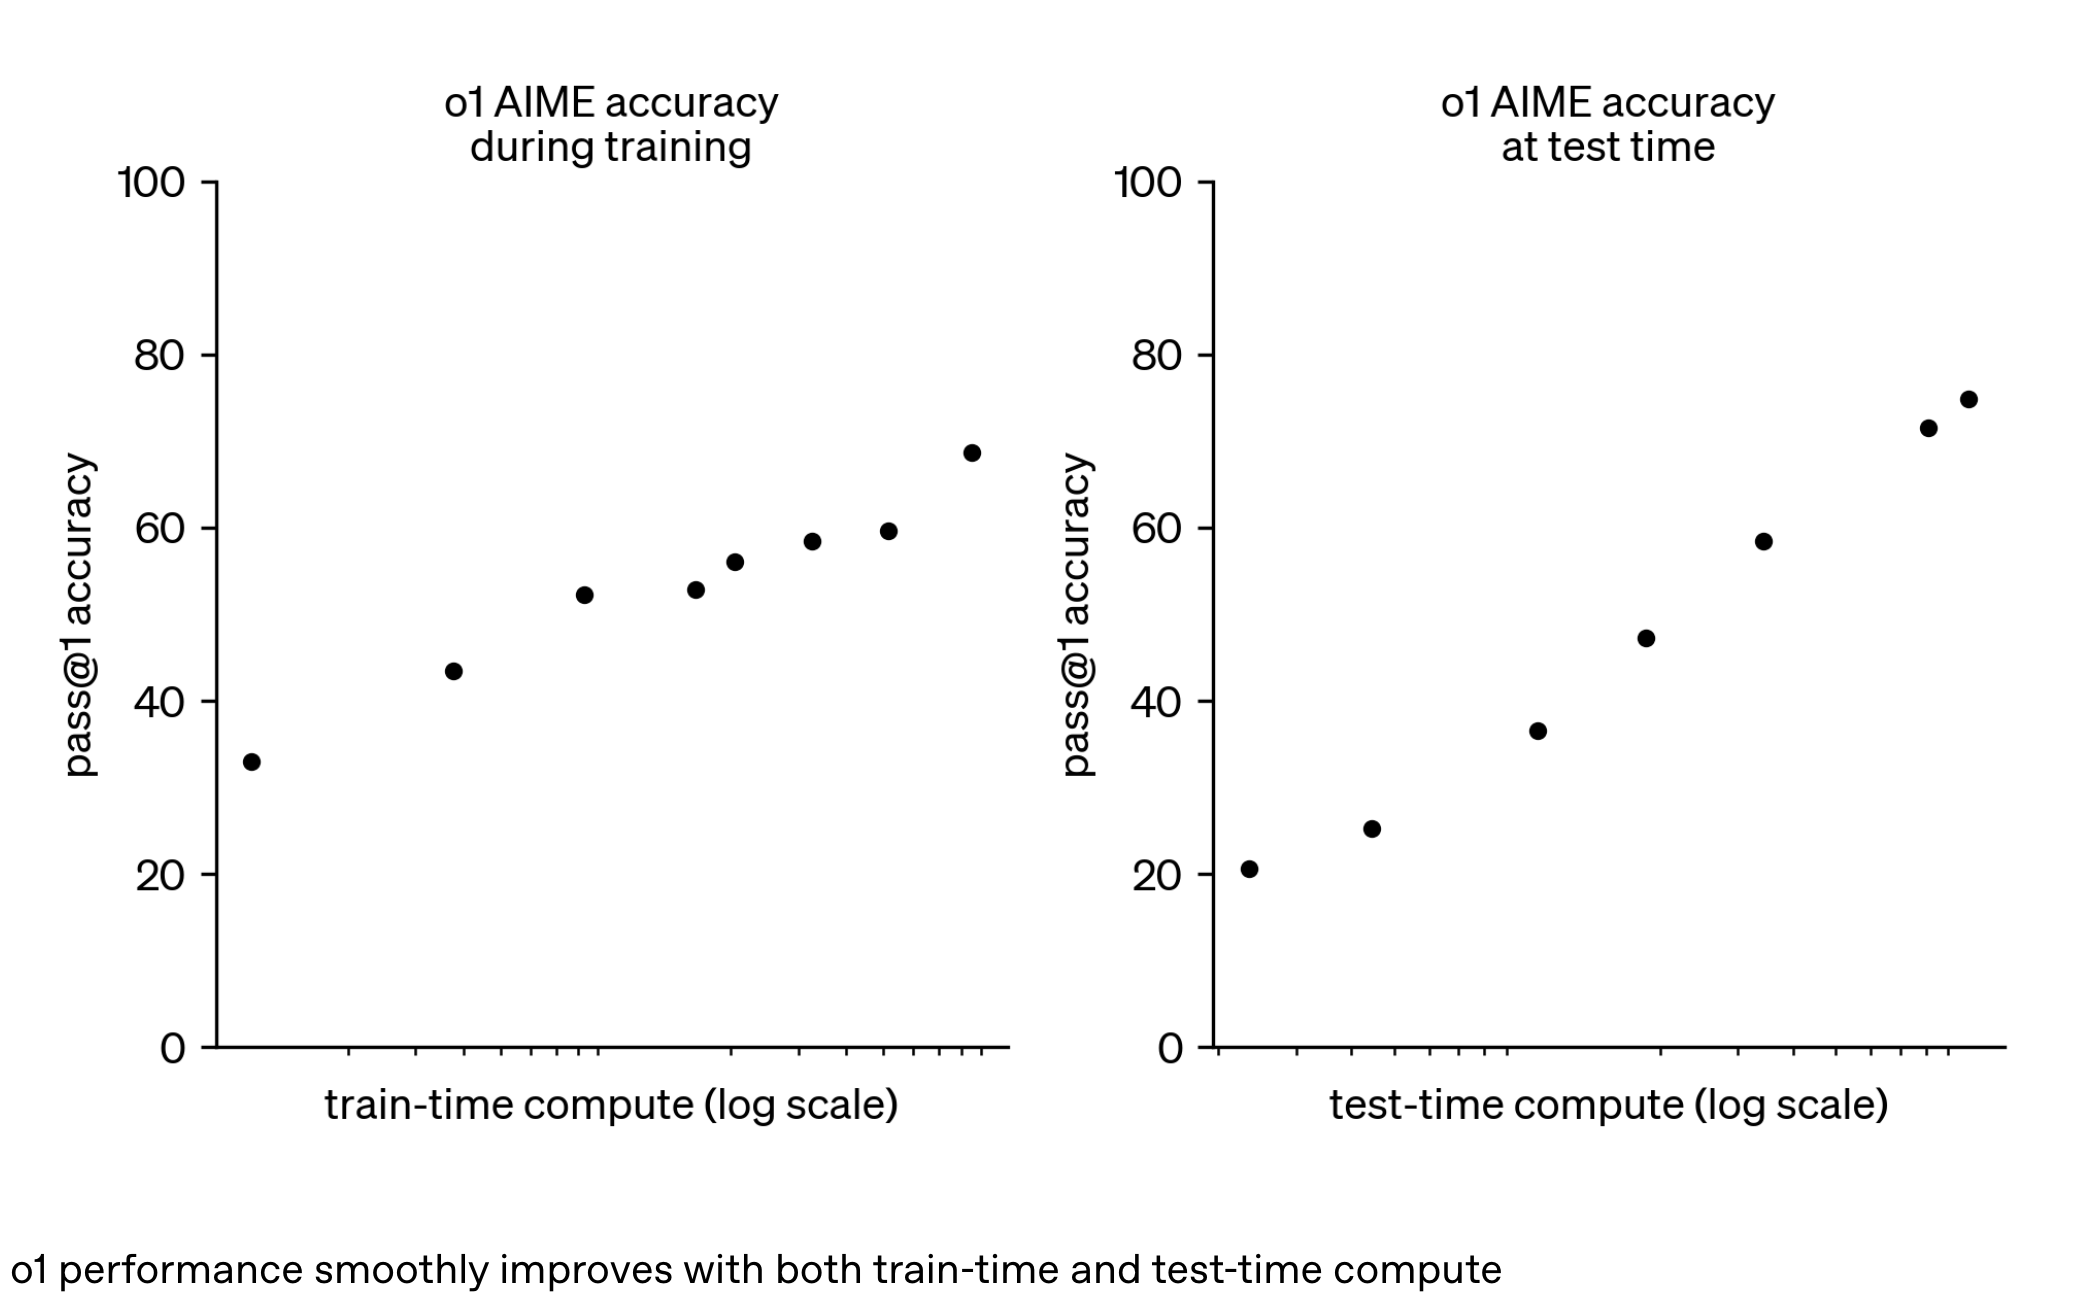 o1 AIME accuracy
during training
100
80
60
40
20
0
pass@1 accuracy
train-time compute (log scale)
o1 AIME accuracy
at test time
100
80
60
40
20
0
pass@1 accuracy
test-time compute (log scale)
o1 performance smoothly improves with both train-time and test-time compute